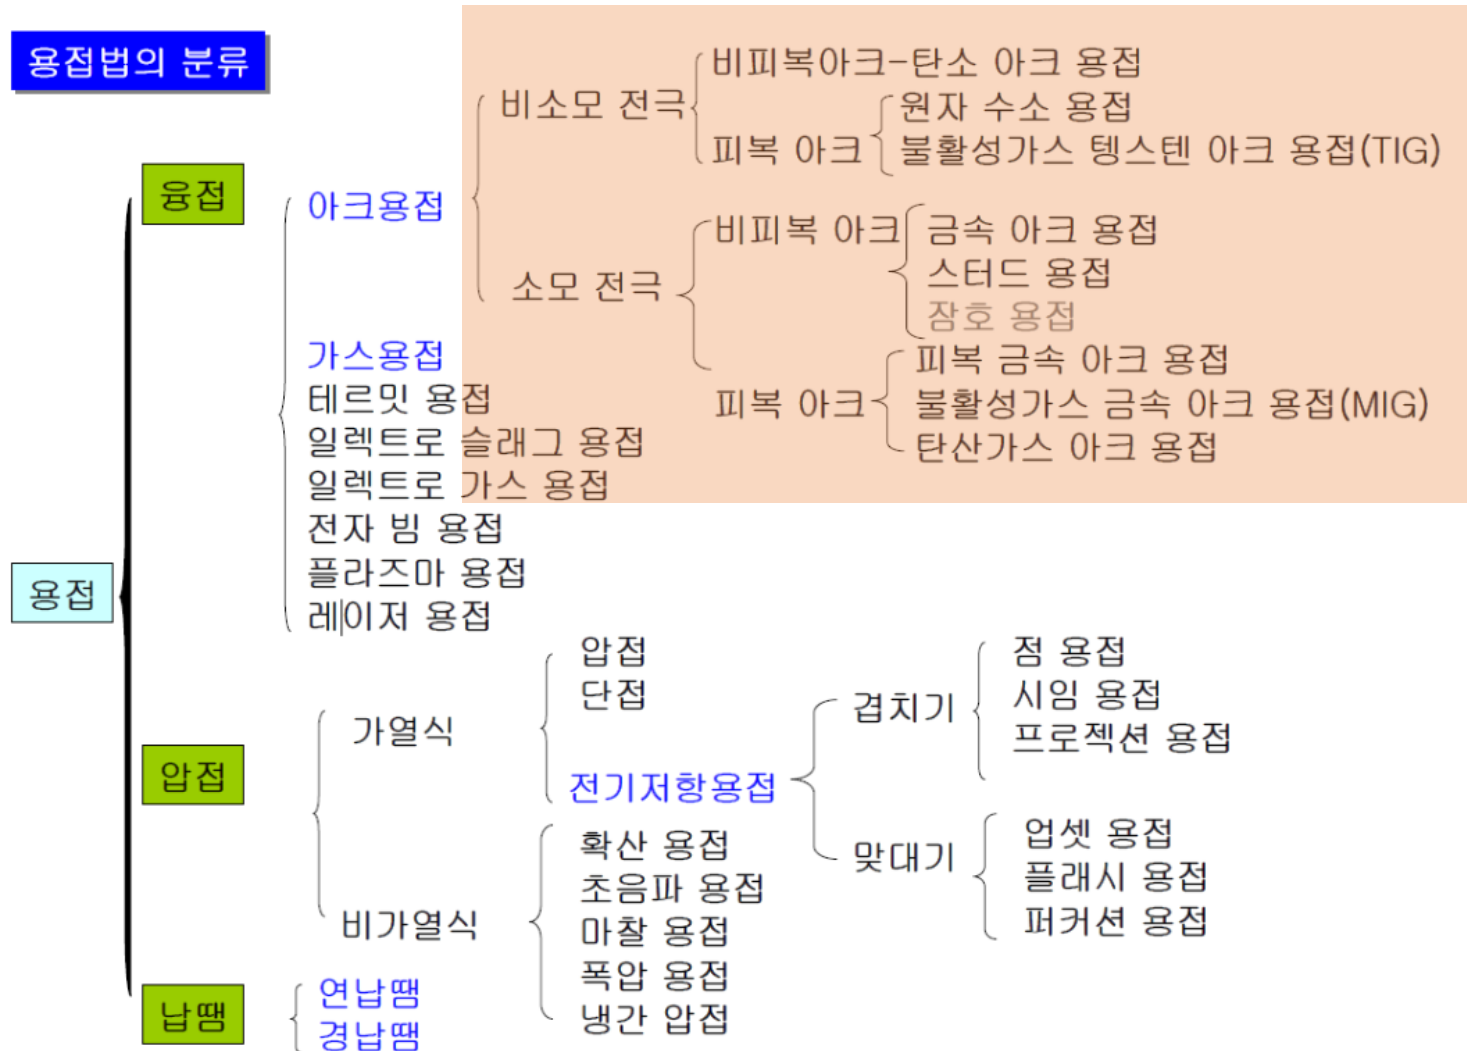 용접법의 분류
비피복아크-탄소 아크 용접
비소모 전극
원자 수소 용접
피복 아크
불활성가스 텡스텐 아크 용접(TIG)
융접
아크용접
비피복 아크
금속 아크 용접
스터드 용접
소모 전극
잠호 용접
가스용접
피복 금속 아크 용접
테르밋 용접
피복 아크
불활성가스 금속 아크 용접(MIG)
일렉트로 슬래그 용접
탄산가스 아크 용접
일렉트로 가스 용접
전자 빔 용접
플라즈마 용접
용접
레이저 용접
압접
점 용접
단접
시임 용접
겹치기
가열식
프로젝션 용접
압접
전기저항용접
업셋 용접
확산 용접
맞대기
플래시 용접
초음파 용접
퍼커션 용접
비가열식
마찰 용접
폭압 용접
냉간 압접
연납땜
납땜
경납땜